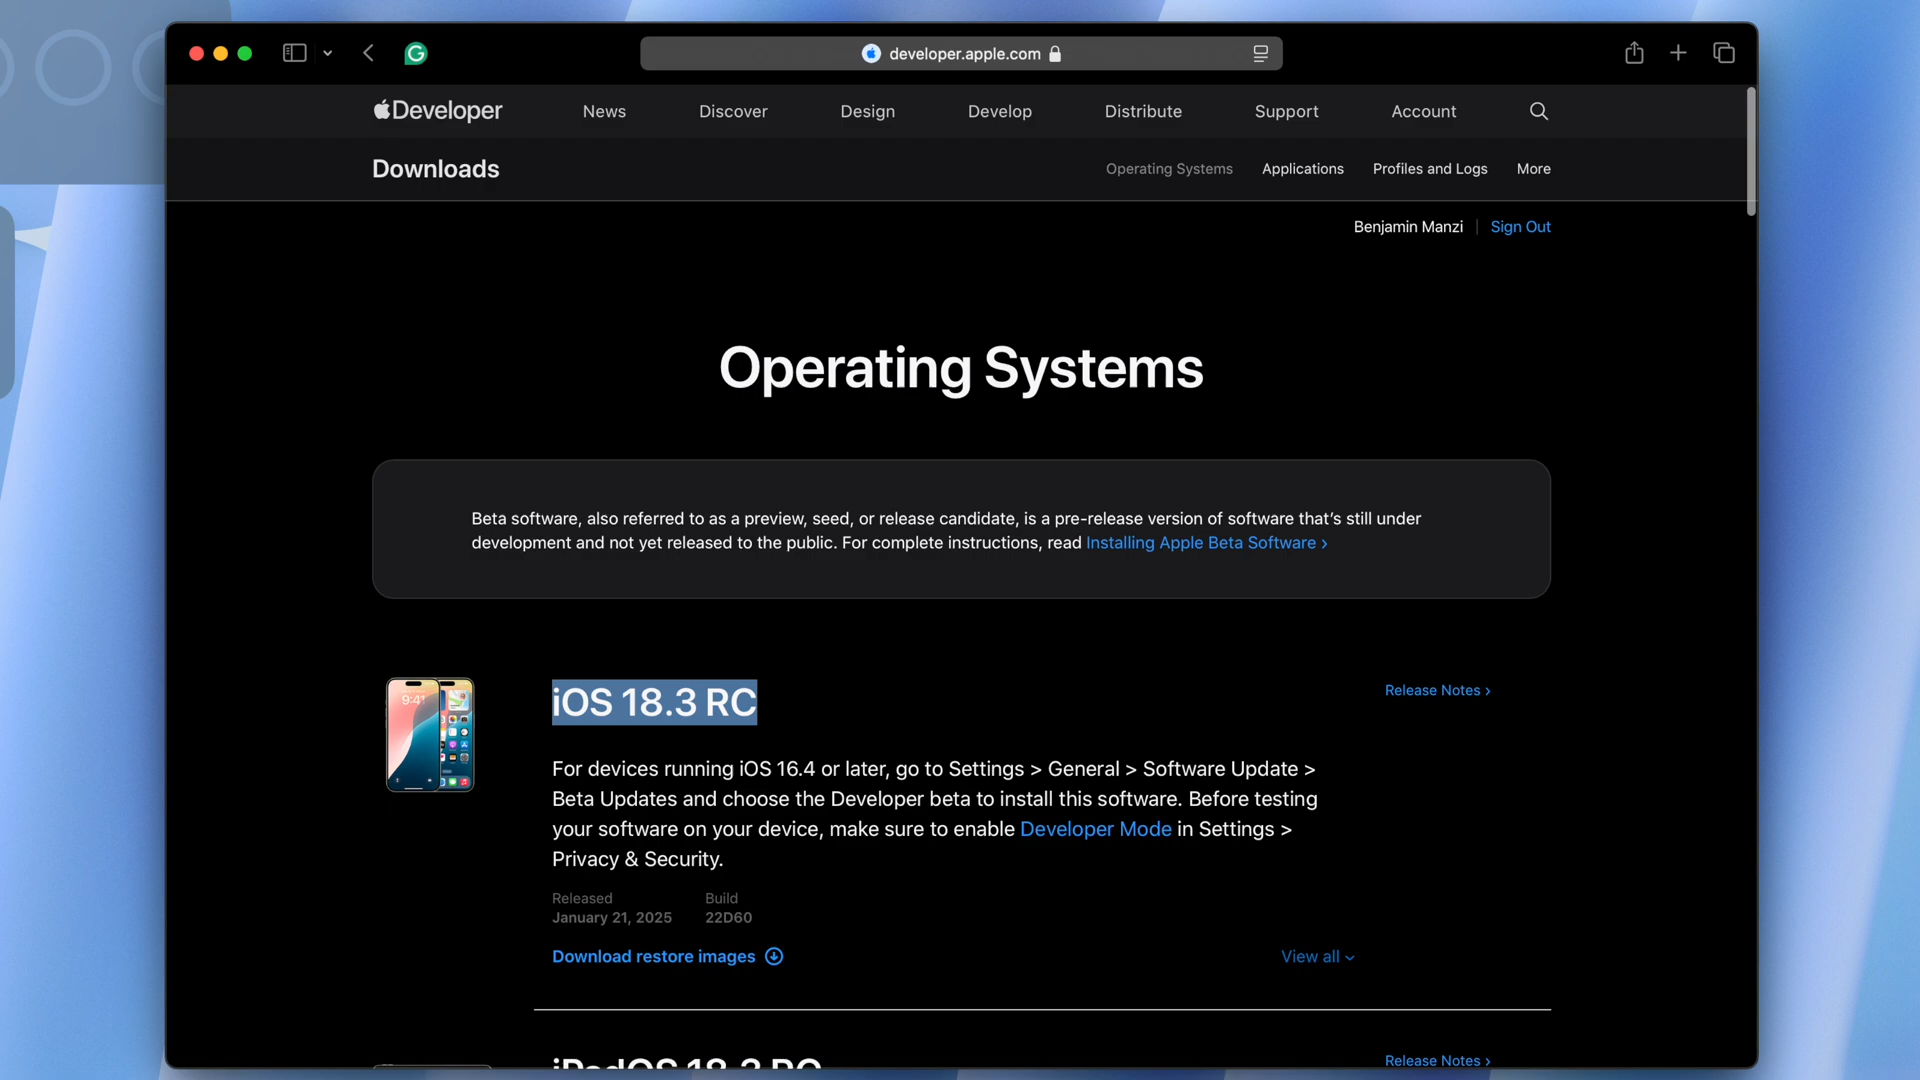 developer.apple.com
Developer
News
Discover
Design
Develop
Distribute
Support
Account
Downloads
Operating Systems
Applications
Profiles and Logs
More
Benjamin Manzi
Sign Out
Operating Systems
Beta software, also referred to as a preview, seed, or release candidate, is a pre-release version of software that’s still under
development and not yet released to the public. For complete instructions, read Installing Apple Beta Software >
9:41
iOS 18.3 RC
Release Notes >
For devices running iOS 16.4 or later, go to Settings > General > Software Update >
Beta Updates and choose the Developer beta to install this software. Before testing
your software on your device, make sure to enable Developer Mode in Settings >
Privacy & Security.
Released
January 21, 2025
Build
22D60
Download restore images
View all
iPadOS 18.3 RC
Release Notes >